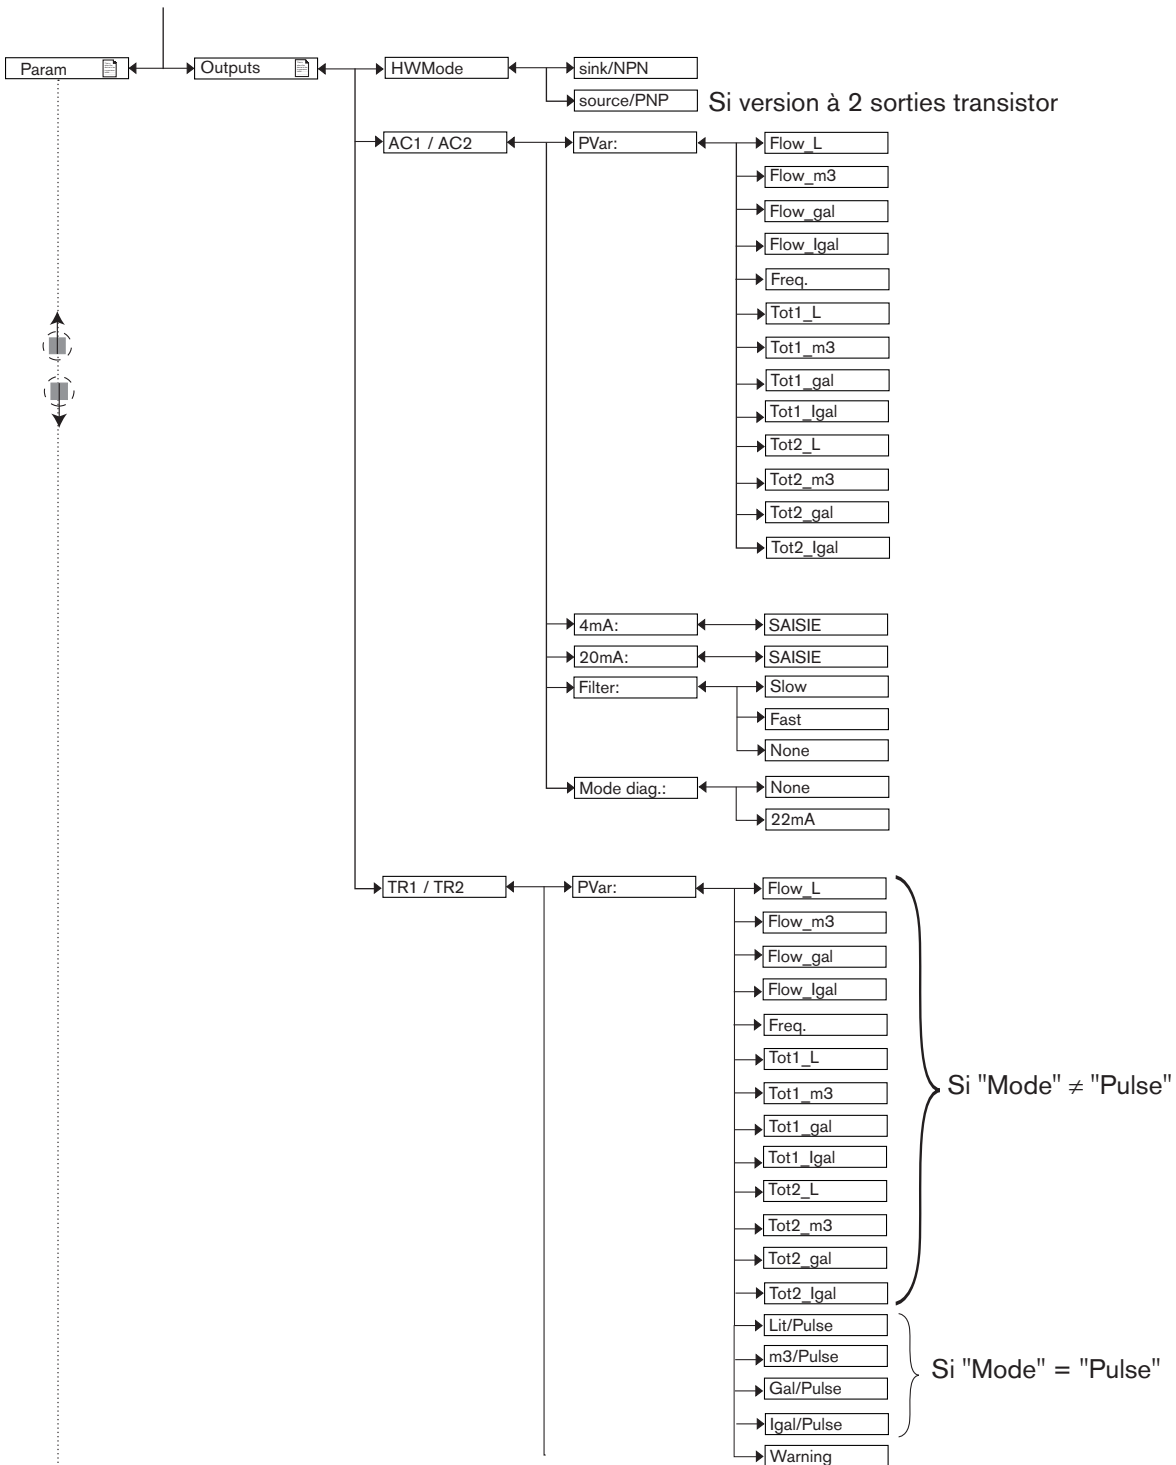 Param
Outputs
HWMode
sink/NPN
source/PNP
Si version à 2 sorties transistor
AC1 / AC2
PVar:
Flow_L
Flow_m3
Flow_gal
Flow_Igal
Freq.
Tot1_L
Tot1_m3
Tot1_gal
Tot1_Igal
Tot2_L
Tot2_m3
Tot2_gal
Tot2_Igal
4mA:
SAISIE
20mA:
SAISIE
Filter:
Slow
Fast
None
Mode diag.:
None
22mA
TR1 / TR2
PVar:
Flow_L
Flow_m3
Flow_gal
Flow_Igal
Freq.
Tot1_L
Tot1_m3
Tot1_gal
Tot1_Igal
Tot2_L
Tot2_m3
Tot2_gal
Tot2_Igal
Si "Mode" ≠ "Pulse"
Lit/Pulse
m3/Pulse
Gal/Pulse
Igal/Pulse
Si "Mode" = "Pulse"
Warning